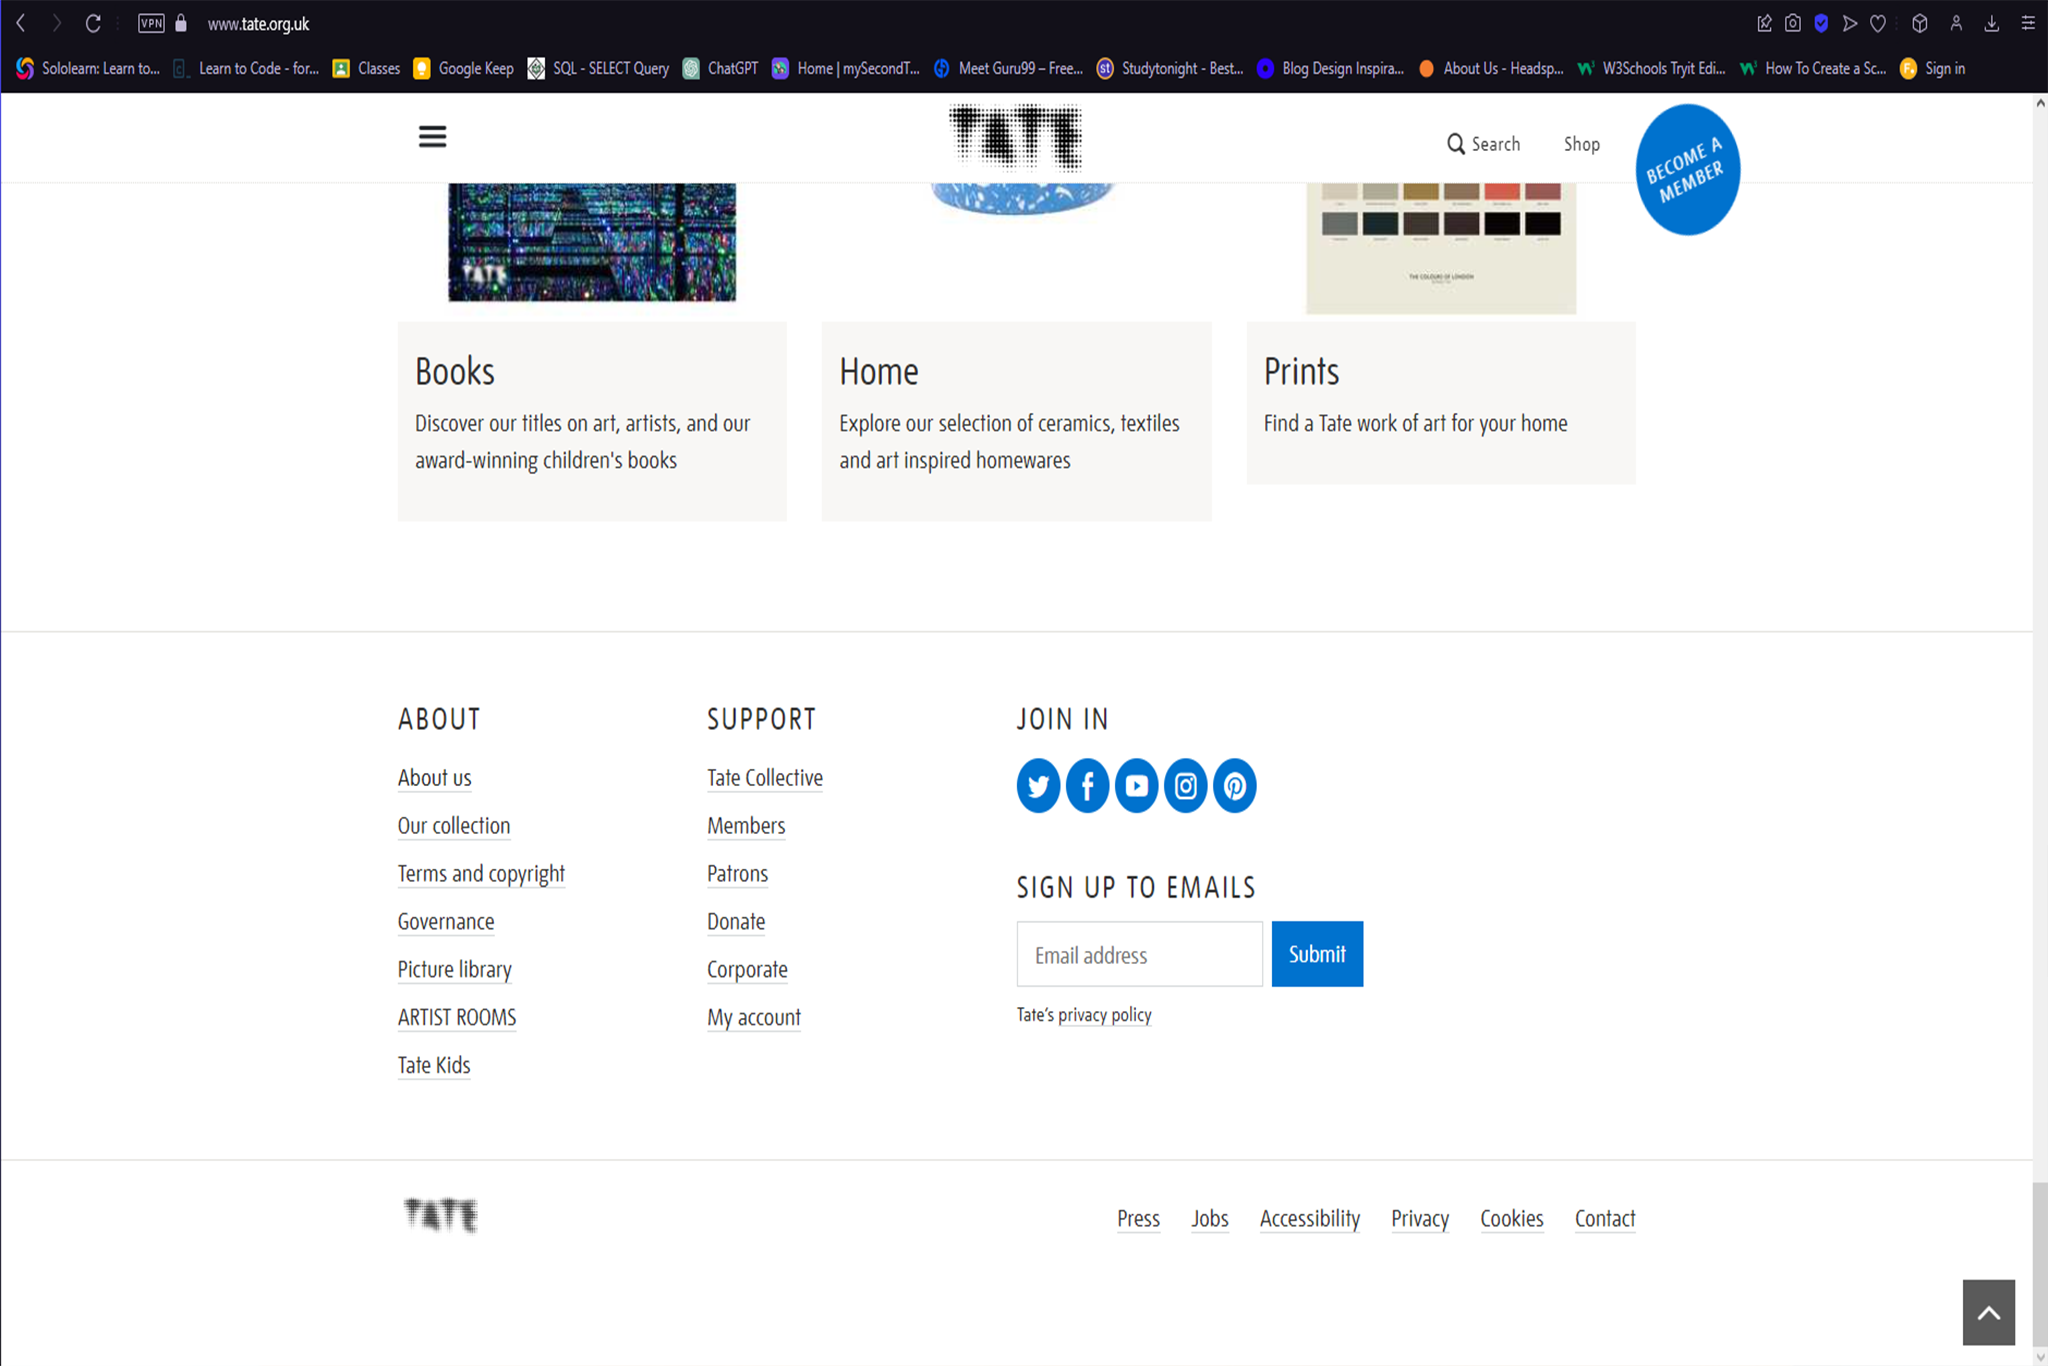 VPN
www.tate.org.uk
Sololearn: Learn to...
Learn to Code - for...
Classes
Google Keep
SQL - SELECT Query
ChatGPT
Home | mySecondT...
Meet Guru99 – Free...
st
Studytonight - Best...
Blog Design Inspira...
About Us - Headsp...
W3Schools Tryit Edi...
How To Create a Sc...
Sign in
TATE
Search
Shop
BECOME A
MEMBER
TATE
THE COLOURS OF LONDON
Books
Discover our titles on art, artists, and our
award-winning children's books
Home
Explore our selection of ceramics, textiles
and art inspired homewares
Prints
Find a Tate work of art for your home
ABOUT
About us
Our collection
Terms and copyright
Governance
Picture library
ARTIST ROOMS
Tate Kids
SUPPORT
Tate Collective
Members
Patrons
Donate
Corporate
My account
JOIN IN
SIGN UP TO EMAILS
Email address
Submit
Tate’s privacy policy
TATE
Press
Jobs
Accessibility
Privacy
Cookies
Contact